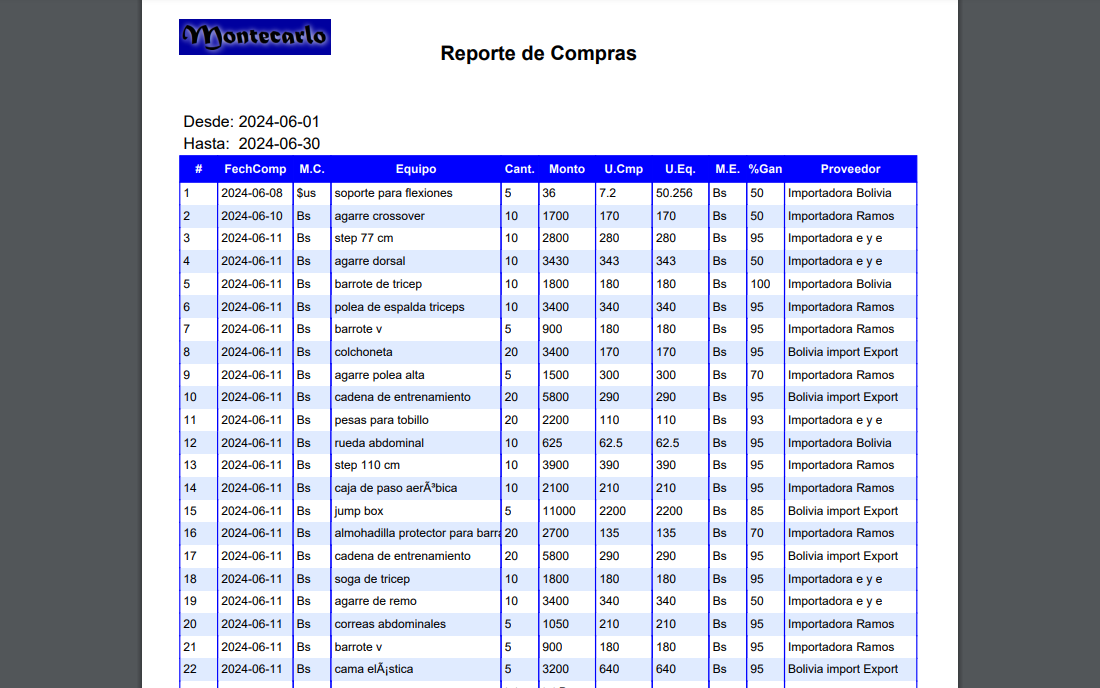 Montecarlo
Reporte de Compras
Desde: 2024-06-01
Hasta: 2024-06-30
# FechComp M.C. Equipo Cant. Monto U.Cmp U.Eq. M.E. %Gan Proveedor
1 2024-06-08 $us soporte para flexiones 5 36 7.2 50.256 Bs 50 Importadora Bolivia
2 2024-06-10 Bs agarre crossover 10 1700 170 170 Bs 50 Importadora Ramos
3 2024-06-11 Bs step 77 cm 10 2800 280 280 Bs 95 Importadora e y e
4 2024-06-11 Bs agarre dorsal 10 3430 343 343 Bs 50 Importadora e y e
5 2024-06-11 Bs barrote de tricep 10 1800 180 180 Bs 100 Importadora Bolivia
6 2024-06-11 Bs polea de espalda triceps 10 3400 340 340 Bs 95 Importadora Ramos
7 2024-06-11 Bs barrote v 5 900 180 180 Bs 95 Importadora Ramos
8 2024-06-11 Bs colchoneta 20 3400 170 170 Bs 95 Bolivia import Export
9 2024-06-11 Bs agarre polea alta 5 1500 300 300 Bs 70 Importadora Ramos
10 2024-06-11 Bs cadena de entrenamiento 20 5800 290 290 Bs 95 Bolivia import Export
11 2024-06-11 Bs pesas para tobillo 20 2200 110 110 Bs 93 Importadora e y e
12 2024-06-11 Bs rueda abdominal 10 625 62.5 62.5 Bs 95 Importadora Bolivia
13 2024-06-11 Bs step 110 cm 10 3900 390 390 Bs 95 Importadora Ramos
14 2024-06-11 Bs caja de paso aerÃ³bica 10 2100 210 210 Bs 95 Importadora Ramos
15 2024-06-11 Bs jump box 5 11000 2200 2200 Bs 85 Bolivia import Export
16 2024-06-11 Bs almohadilla protector para barra 20 2700 135 135 Bs 70 Importadora Ramos
17 2024-06-11 Bs cadena de entrenamiento 20 5800 290 290 Bs 95 Bolivia import Export
18 2024-06-11 Bs soga de tricep 10 1800 180 180 Bs 95 Importadora e y e
19 2024-06-11 Bs agarre de remo 10 3400 340 340 Bs 50 Importadora e y e
20 2024-06-11 Bs correas abdominales 5 1050 210 210 Bs 95 Importadora Ramos
21 2024-06-11 Bs barrote v 5 900 180 180 Bs 95 Importadora Ramos
22 2024-06-11 Bs cama elÃ¡stica 5 3200 640 640 Bs 95 Bolivia import Export